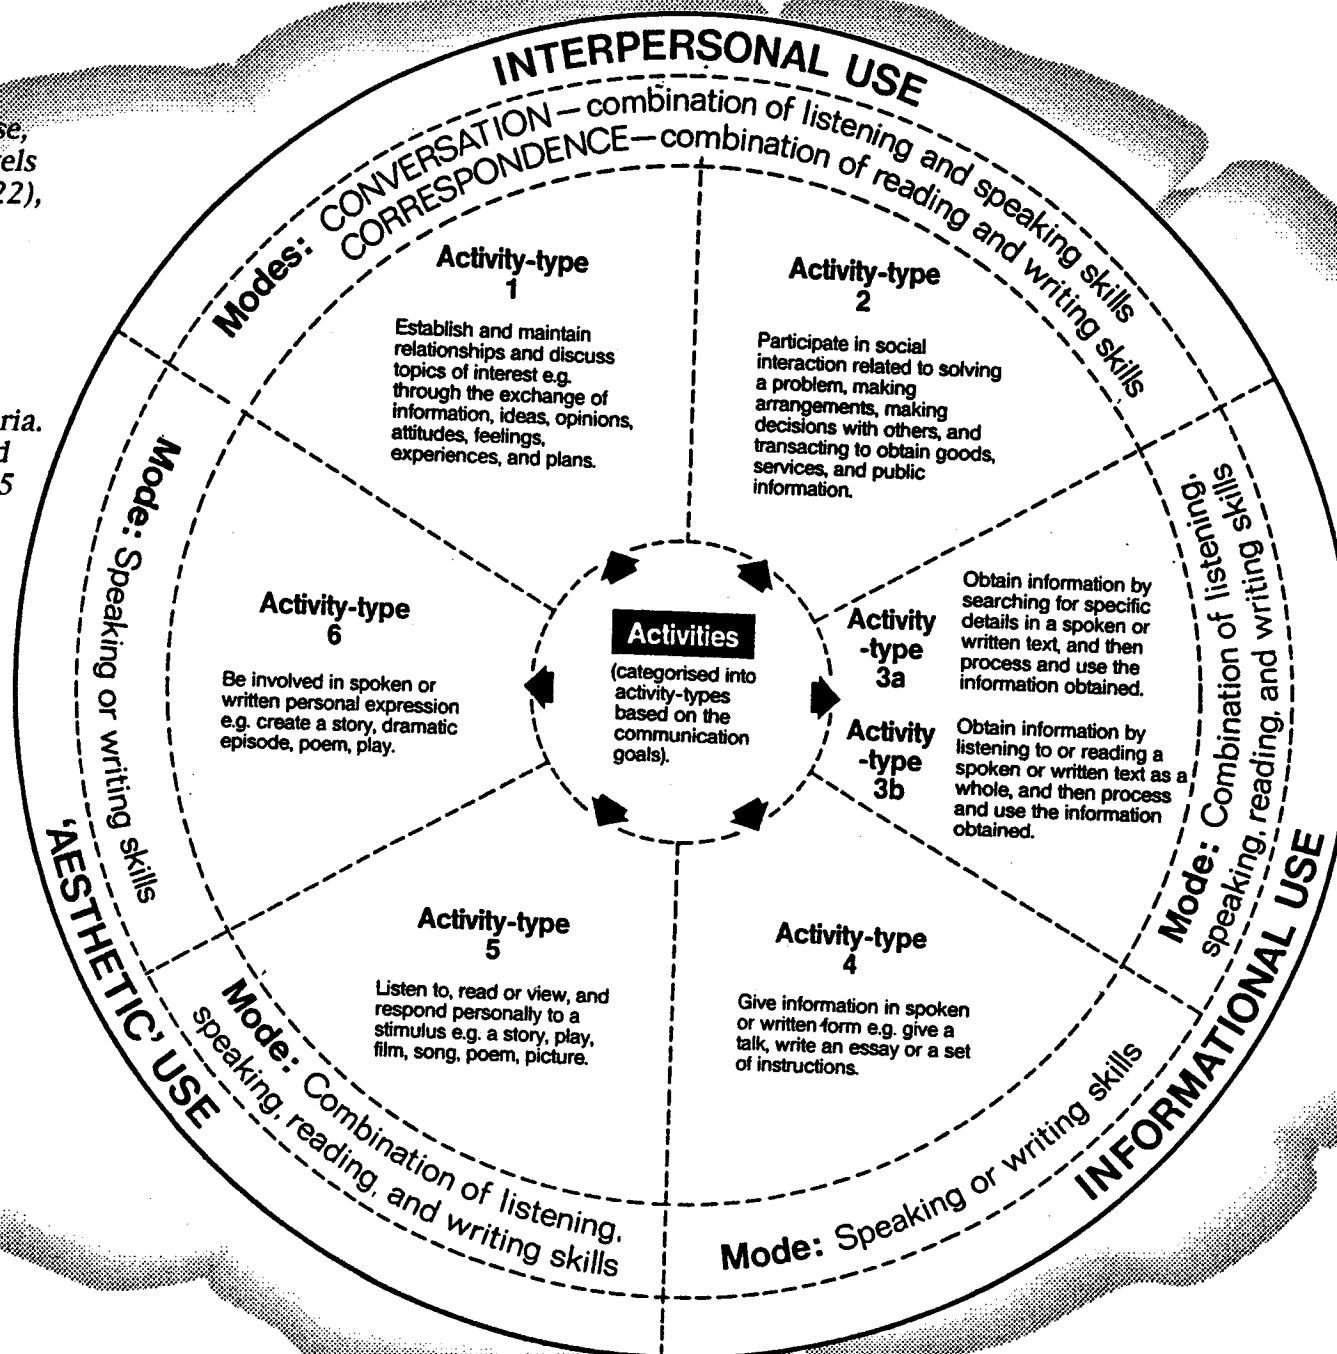 se,
els
22),
ria.
d
5
INTERPERSONAL USE
Modes: CONVERSATION—combination of listening and speaking skills
CORRESPONDENCE—combination of reading and writing skills
Activity-type
1
Establish and maintain
relationships and discuss
topics of interest e.g.
through the exchange of
information, ideas, opinions,
attitudes, feelings,
experiences, and plans.
Activity-type
2
Participate in social
interaction related to solving
a problem, making
arrangements, making
decisions with others, and
transacting to obtain goods,
services, and public
information.
Activity
-type
3a
Obtain information by
searching for specific
details in a spoken or
written text, and then
process and use the
information obtained.
Activity
-type
3b
Obtain information by
listening to or reading a
spoken or written text as a
whole, and then process
and use the information
obtained.
Mode: Combination of listening,
speaking, reading, and writing skills
INFORMATIONAL USE
Activity-type
4
Give information in spoken
or written form e.g. give a
talk, write an essay or a set
of instructions.
Mode: Speaking or writing skills
Activity-type
5
Listen to, read or view, and
respond personally to a
stimulus e.g. a story, play,
film, song, poem, picture.
Mode: Combination of listening,
speaking, reading, and writing skills
'AESTHETIC' USE
Activity-type
6
Be involved in spoken or
written personal expression
e.g. create a story, dramatic
episode, poem, play.
Mode: Speaking or writing skills
Activities
(categorised into
activity-types
based on the
communication
goals).